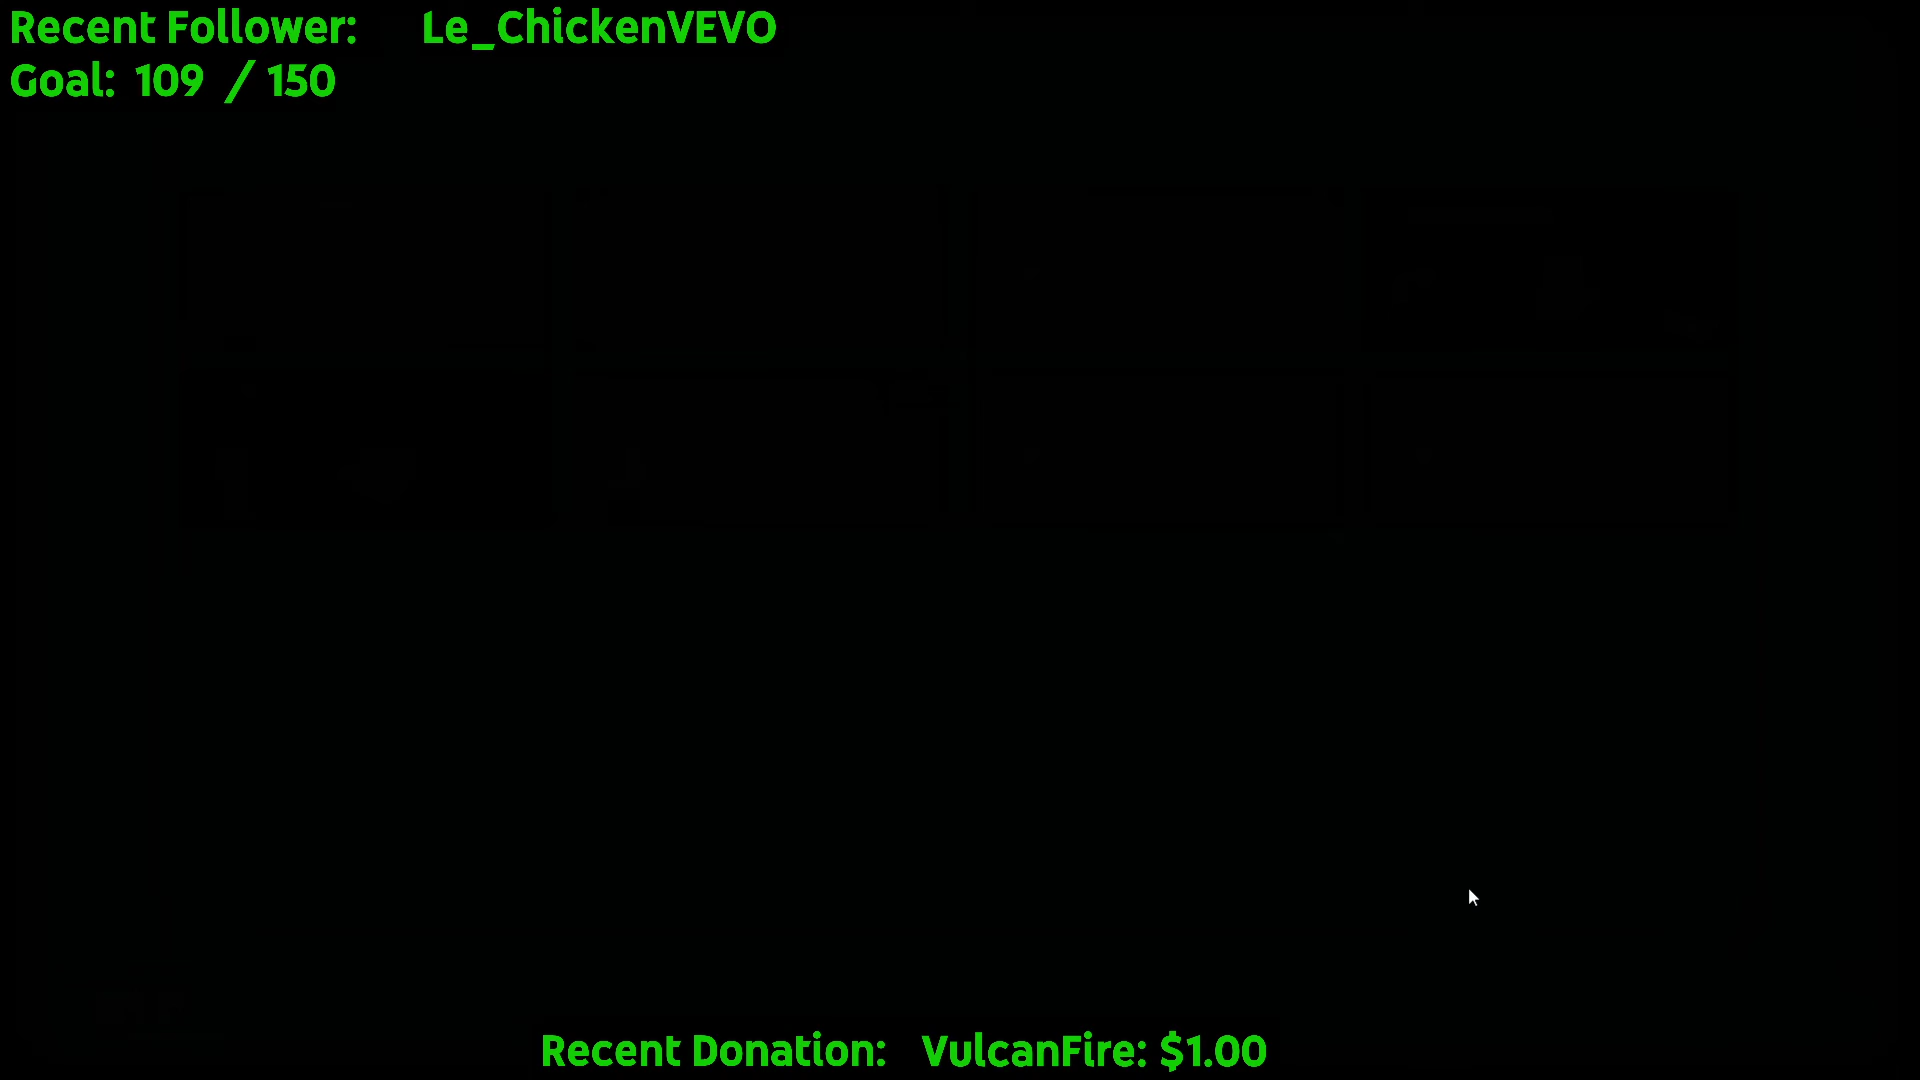 Recent Follower: Le_ChickenVEVO
Goal: 109 / 150
Recent Donation: VulcanFire: $1.00